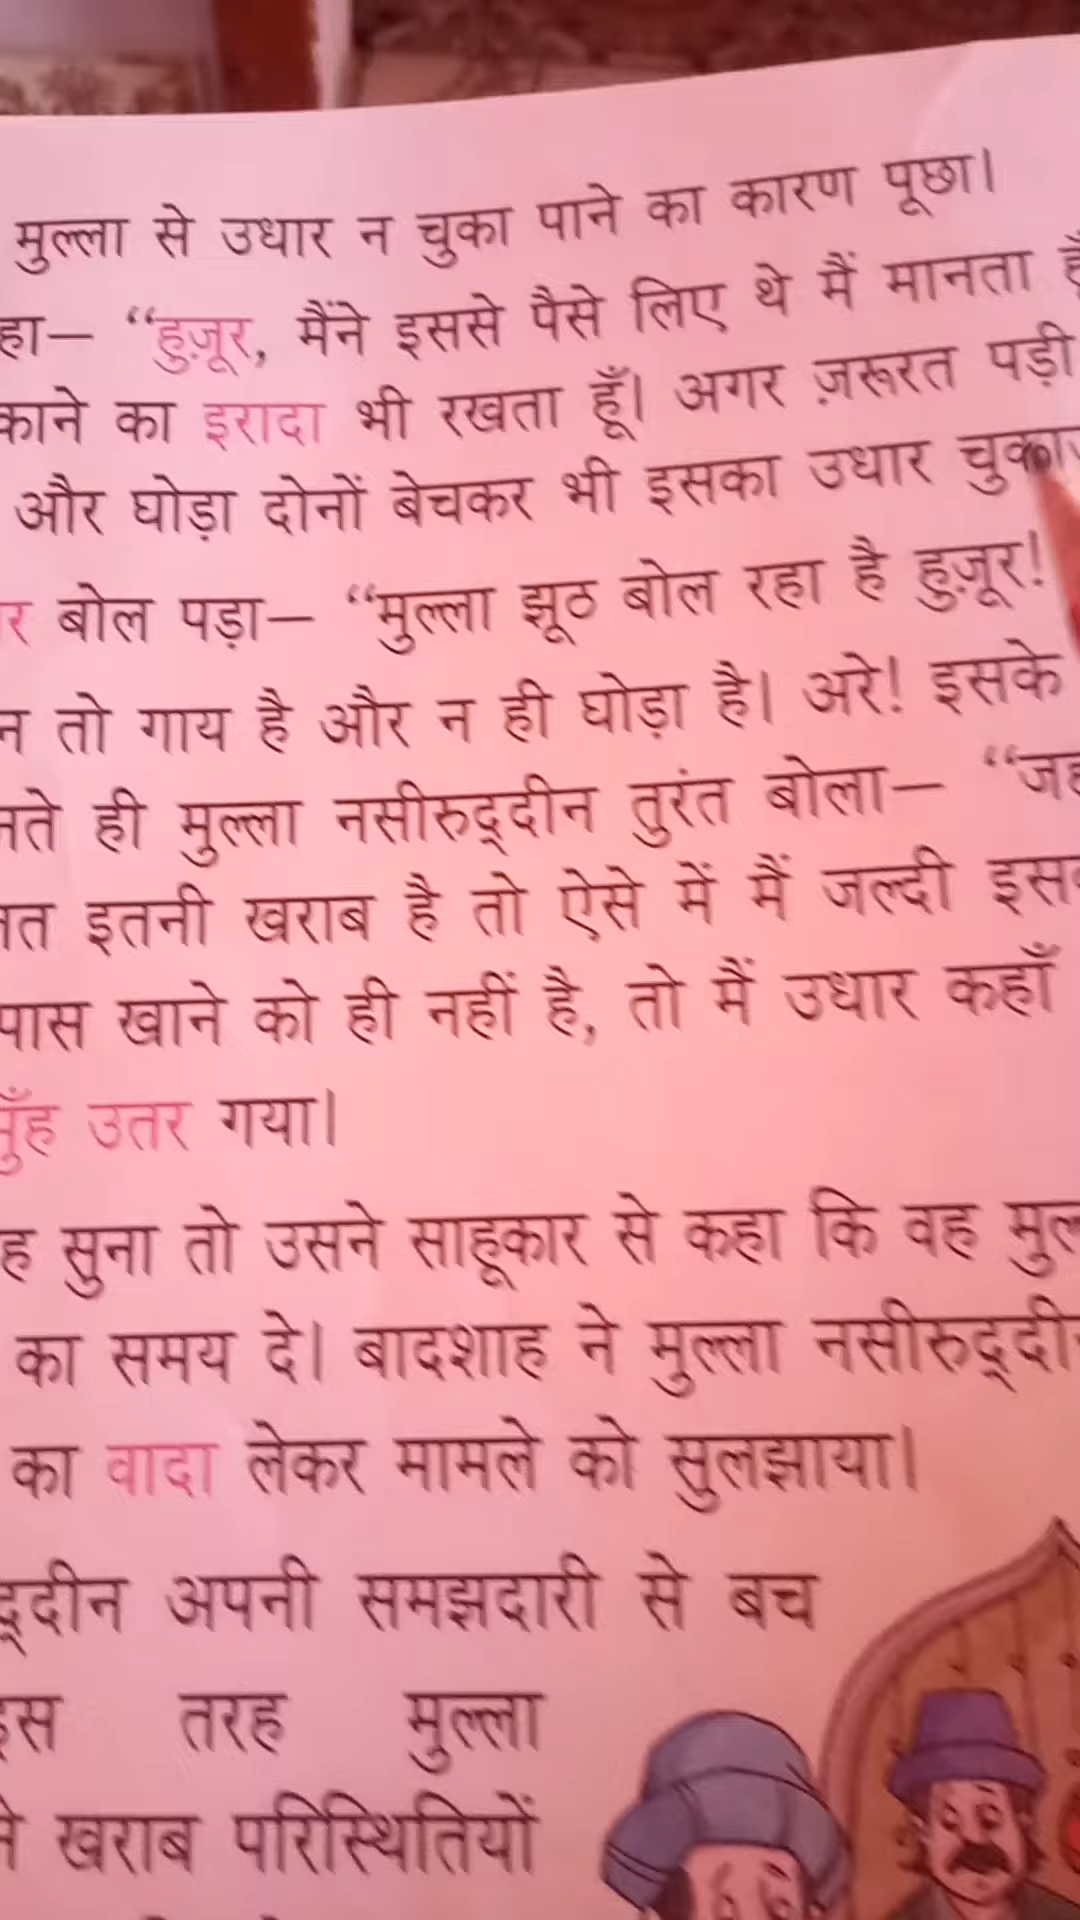 मुल्ला से उधार न चुका पाने का कारण पूछा।
हा— “हुज़ूर, मैंने इससे पैसे लिए थे मैं मानता हूँ
काने का इरादा भी रखता हूँ। अगर ज़रूरत पड़ी
और घोड़ा दोनों बेचकर भी इसका उधार
र बोल पड़ा— “मुल्ला झूठ बोल रहा है हुज़ूर!
न तो गाय है और न ही घोड़ा है। अरे! इसके
नते ही मुल्ला नसीरुद्दीन तुरंत बोला— “जह
त इतनी खराब है तो ऐसे में मैं जल्दी इस
पास खाने को ही नहीं है, तो मैं उधार कहाँ
मुँह उतर गया।
ह सुना तो उसने साहूकार से कहा कि वह मुल
का समय दे। बादशाह ने मुल्ला नसीरुद्दी
का वादा लेकर मामले को सुलझाया।
द्दीन अपनी समझदारी से बच
इस तरह मुल्ला
ने खराब परिस्थितियों